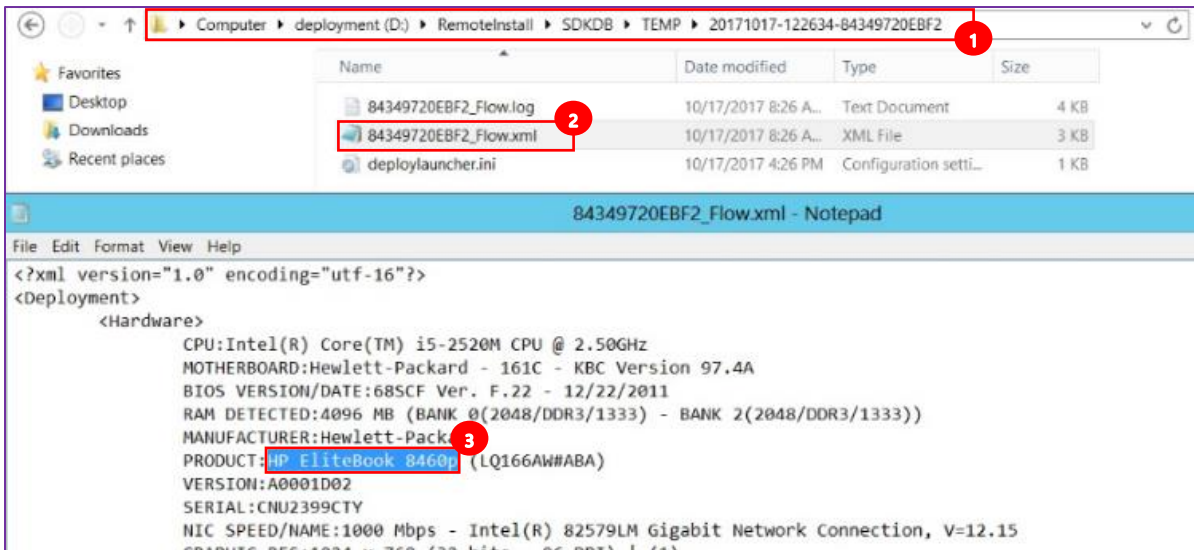 Computer deployment (D:) RemoteInstall SDKDB TEMP 20171017-122634-84349720EBF2
1
Favorites
Desktop
Downloads
Recent places
Name Date modified Type Size
84349720EBF2_Flow.log 10/17/2017 8:26 A... Text Document 4 KB
2
84349720EBF2_Flow.xml 10/17/2017 8:26 A... XML File 3 KB
deploylauncher.ini 10/17/2017 4:26 PM Configuration setti... 1 KB
84349720EBF2_Flow.xml - Notepad
File Edit Format View Help
<?xml version="1.0" encoding="utf-16"?>
<Deployment>
<Hardware>
CPU:Intel(R) Core(TM) i5-2520M CPU @ 2.50GHz
MOTHERBOARD:Hewlett-Packard - 161C - KBC Version 97.4A
BIOS VERSION/DATE:68SCF Ver. F.22 - 12/22/2011
RAM DETECTED:4096 MB (BANK 0(2048/DDR3/1333) - BANK 2(2048/DDR3/1333))
MANUFACTURER:Hewlett-Packa
3
PRODUCT:HP EliteBook 8460p (LQ166AW#ABA)
VERSION:A0001D02
SERIAL:CNU2399CTY
NIC SPEED/NAME:1000 Mbps - Intel(R) 82579LM Gigabit Network Connection, V=12.15